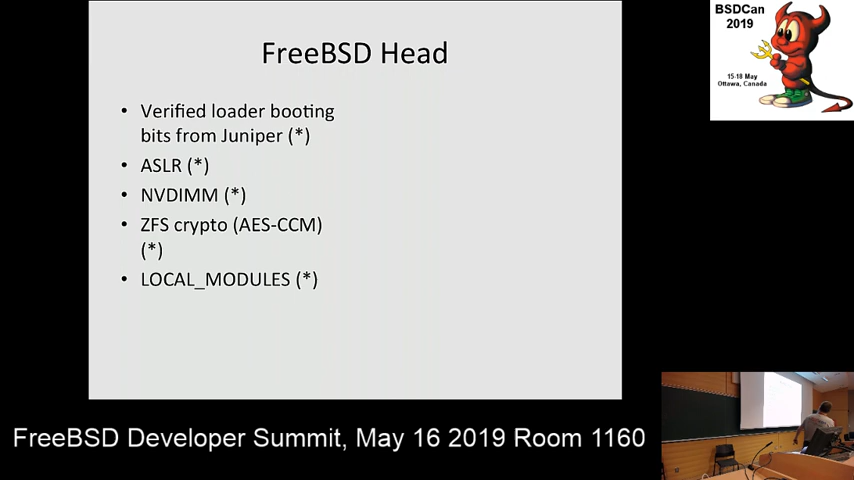 FreeBSD Head
• Verified loader booting
bits from Juniper (*)
• ASLR (*)
• NVDIMM (*)
• ZFS crypto (AES-CCM)
(*)
• LOCAL_MODULES (*)
BSDCan
2019
15-18 May
Ottawa, Canada
FreeBSD Developer Summit, May 16 2019 Room 1160